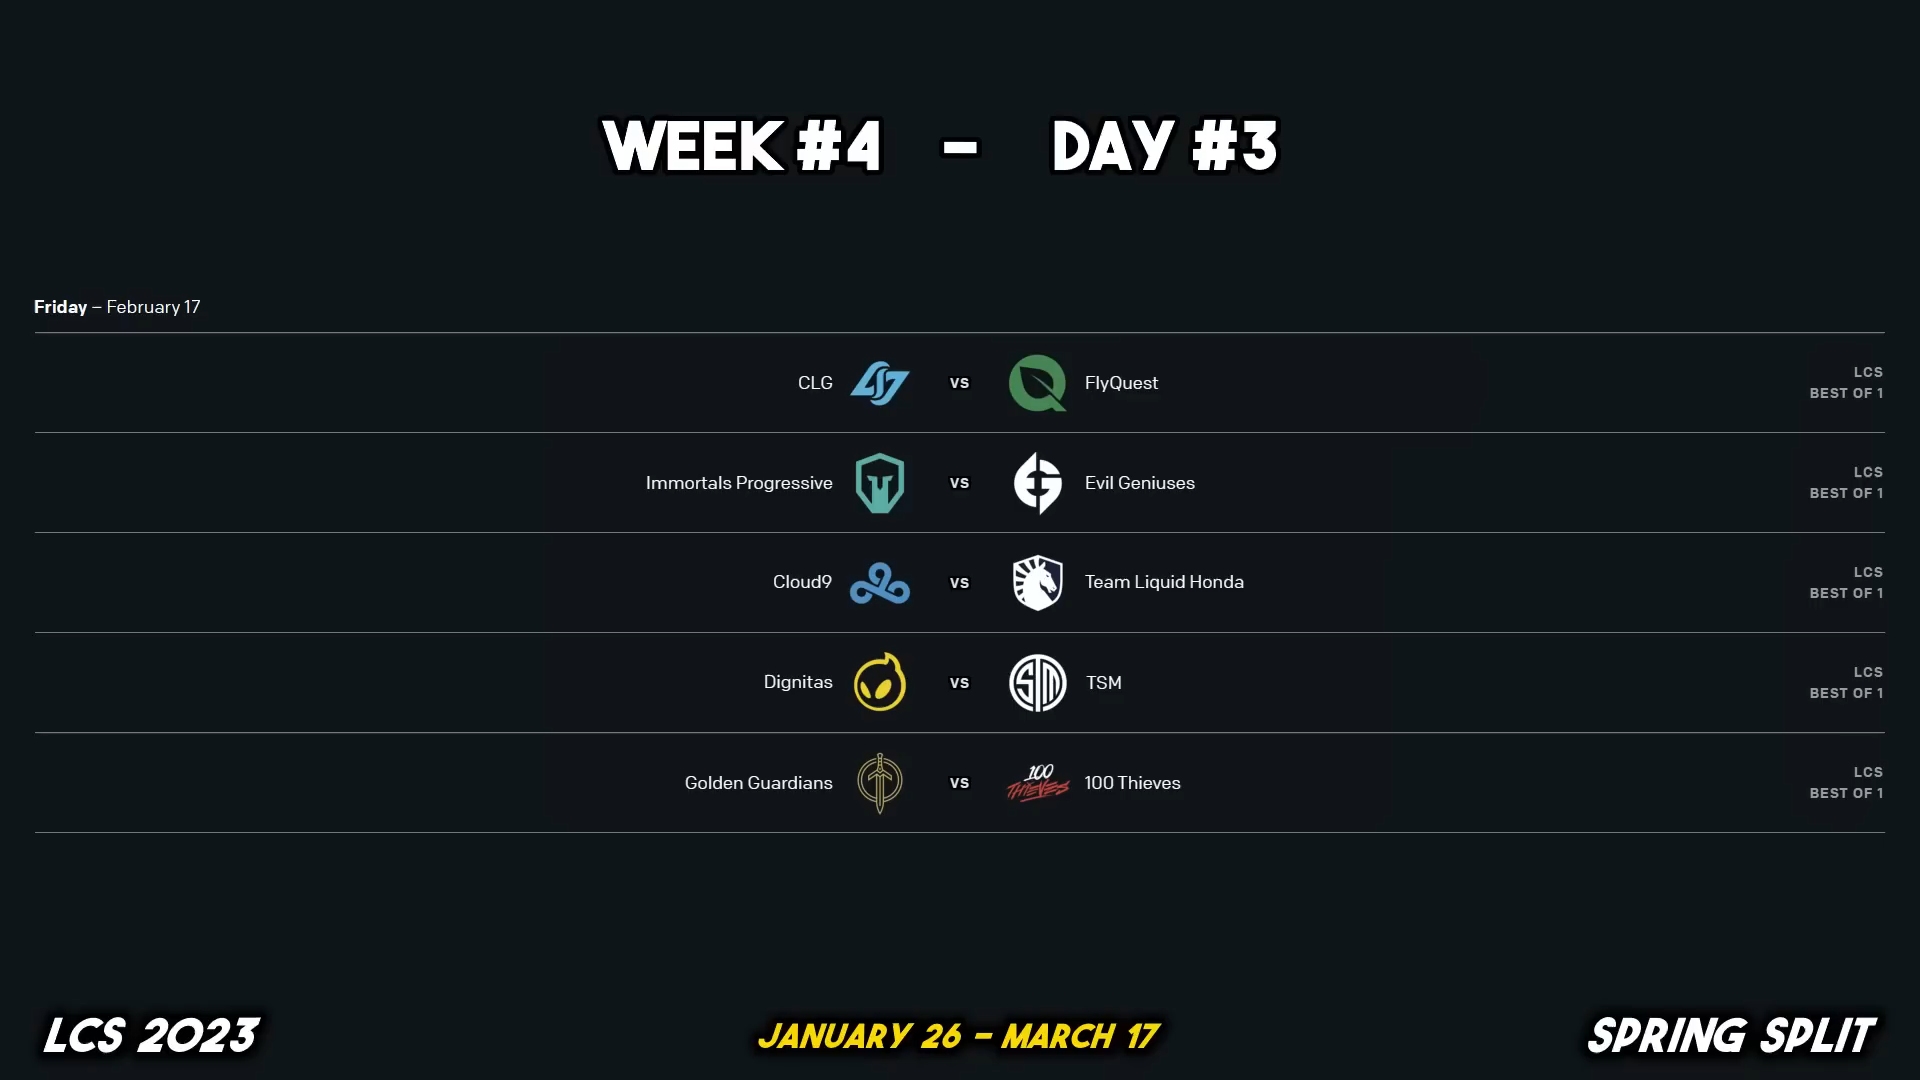 WEEK #4 - DAY #3
Friday – February 17
CLG VS FlyQuest LCS
BEST OF 1
Immortals Progressive VS Evil Geniuses LCS
BEST OF 1
Cloud9 VS Team Liquid Honda LCS
BEST OF 1
Dignitas VS TSM LCS
BEST OF 1
Golden Guardians VS 100 THIEVES 100 Thieves LCS
BEST OF 1
LCS 2023 JANUARY 26 - MARCH 17 SPRING SPLIT